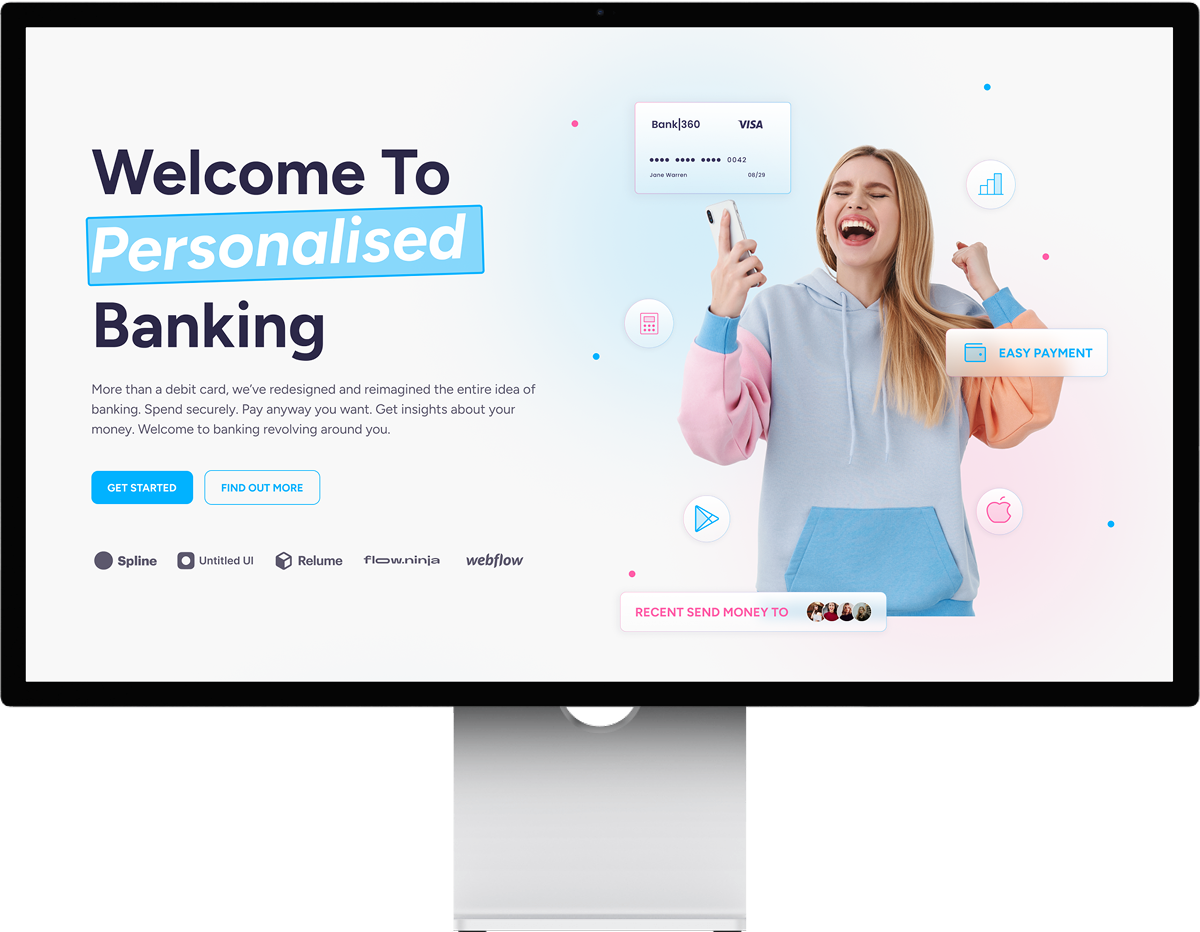 Welcome To
Personalised
Banking
More than a debit card, we’ve redesigned and reimagined the entire idea of
banking. Spend securely. Pay anyway you want. Get insights about your
money. Welcome to banking revolving around you.
GET STARTED
FIND OUT MORE
Spline
Untitled UI
Relume
flow.ninja
webflow
Bank|360
VISA
•••• •••• •••• 0042
Jane Warren
08/29
EASY PAYMENT
RECENT SEND MONEY TO